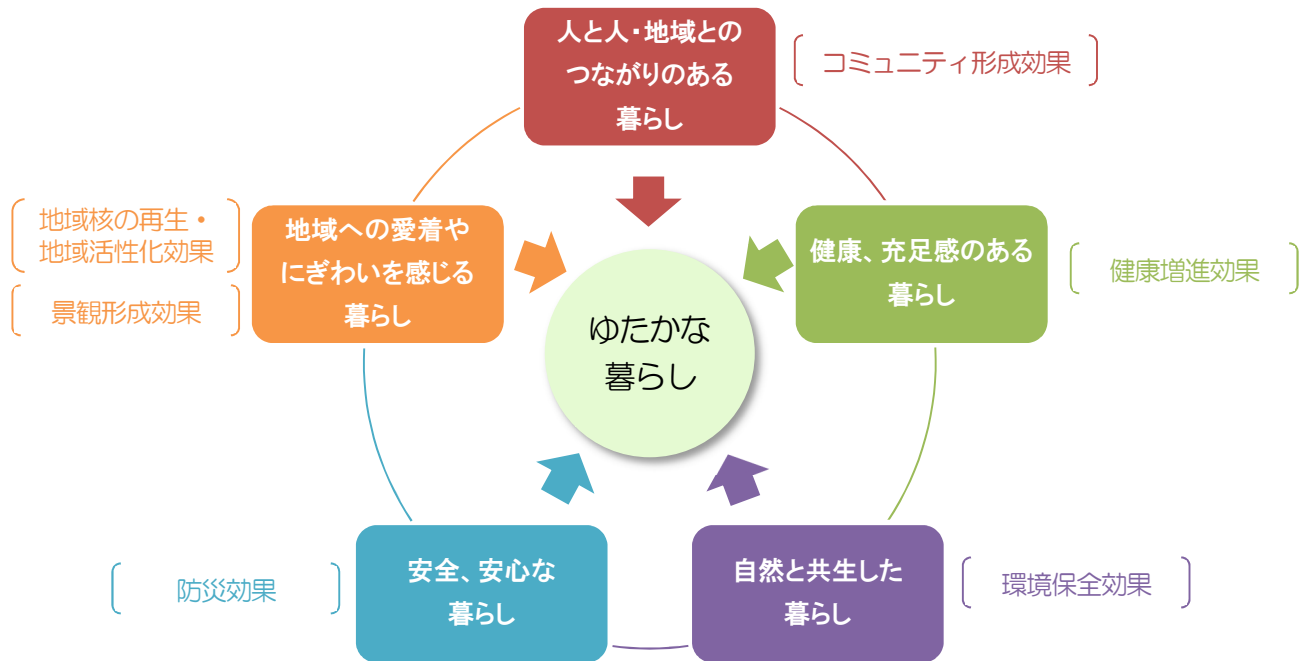 人と人・地域との
つながりのある
暮らし
コミュニティ形成効果
地域核の再生・
地域活性化効果
景観形成効果
地域への愛着や
にぎわいを感じる
暮らし
健康、充足感のある
暮らし
健康増進効果
ゆたかな
暮らし
防災効果
安全、安心な
暮らし
自然と共生した
暮らし
環境保全効果